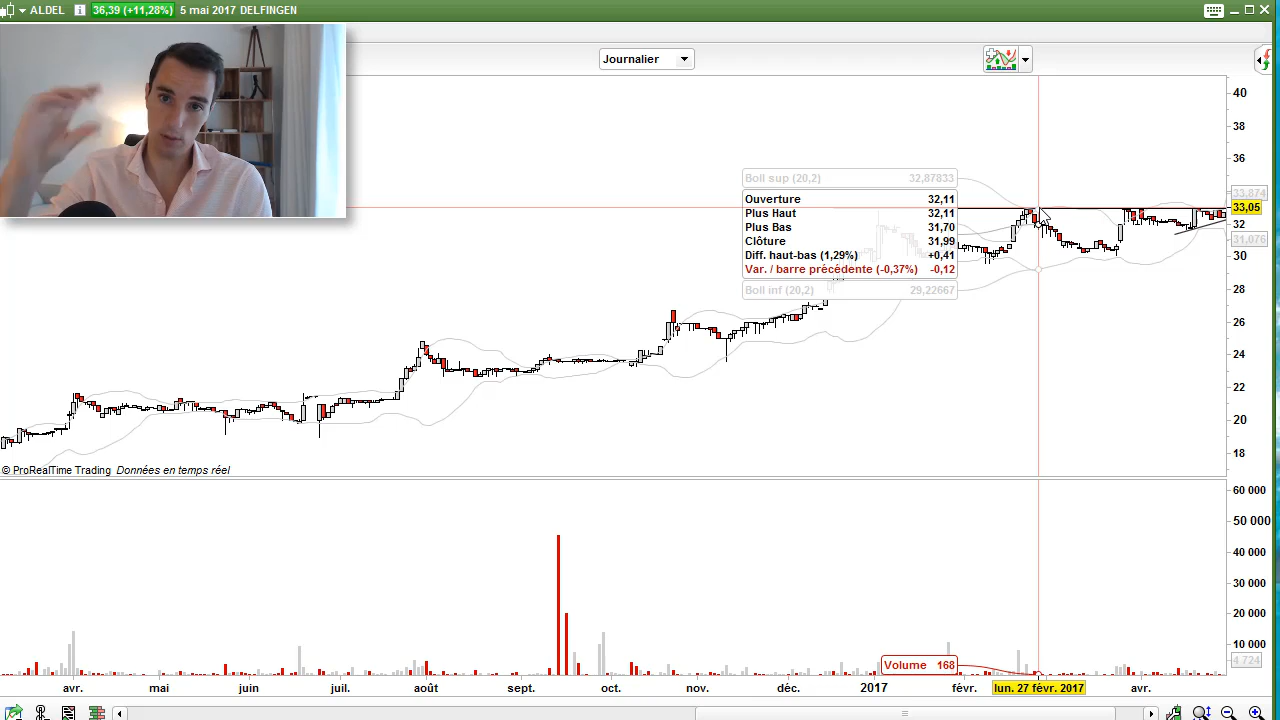 ALDEL i 36,39 (+11,28%) 5 mai 2017 DELFINGEN
Journalier
40
38
36
Boll sup (20,2) 32,87833
33,874
Ouverture 32,11
33,05
Plus Haut 32,11
32
Plus Bas 31,70
31,076
Clôture 31,99
30
Diff. haut-bas (1,29%) +0,41
Var. / barre précédente (-0,37%) -0,12
Boll inf (20,2) 29,22667
28
26
24
22
20
18
© ProRealTime Trading Données en temps réel
60 000
50 000
40 000
30 000
20 000
10 000
4 724
Volume 168
avr. mai juin juil. août sept. oct. nov. déc. 2017 févr. lun. 27 févr. 2017 avr.